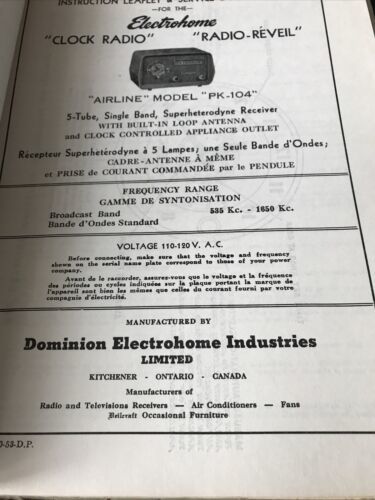 INSTRUCTION LEAFLET & SERVICE
—FOR THE—
Electrohome
"CLOCK RADIO" "RADIO-RÉVEIL"
"AIRLINE" MODEL "PK-104"
5-Tube, Single Band, Superheterodyne Receiver
WITH BUILT-IN LOOP ANTENNA
and CLOCK CONTROLLED APPLIANCE OUTLET
Récepteur Superhetérodyne à 5 Lampes; une Seule Bande d'Ondes;
CADRE-ANTENNE À MÊME
et PRISE de COURANT COMMANDÉE par le PENDULE
FREQUENCY RANGE
GAMME DE SYNTONISATION
Broadcast Band 535 Kc. - 1650 Kc.
Bande d'Ondes Standard
VOLTAGE 110-120 V. A.C.
Before connecting, make sure that the voltage and frequency
shown on the serial name plate correspond to those of your power
company.
Avant de la racorder, assurez-vous que le voltage et la fréquence
des périodes ou cycles indiquées sur la plaque portant la marque de
l'appareil sont bien les mêmes que celles du courant fourni par votre
compagnie d'électricité.
MANUFACTURED BY
Dominion Electrohome Industries
LIMITED
KITCHENER - ONTARIO - CANADA
Manufacturers of
Radio and Televisions Receivers — Air Conditioners — Fans
Deilcraft Occasional Furniture
0-53-D.P.